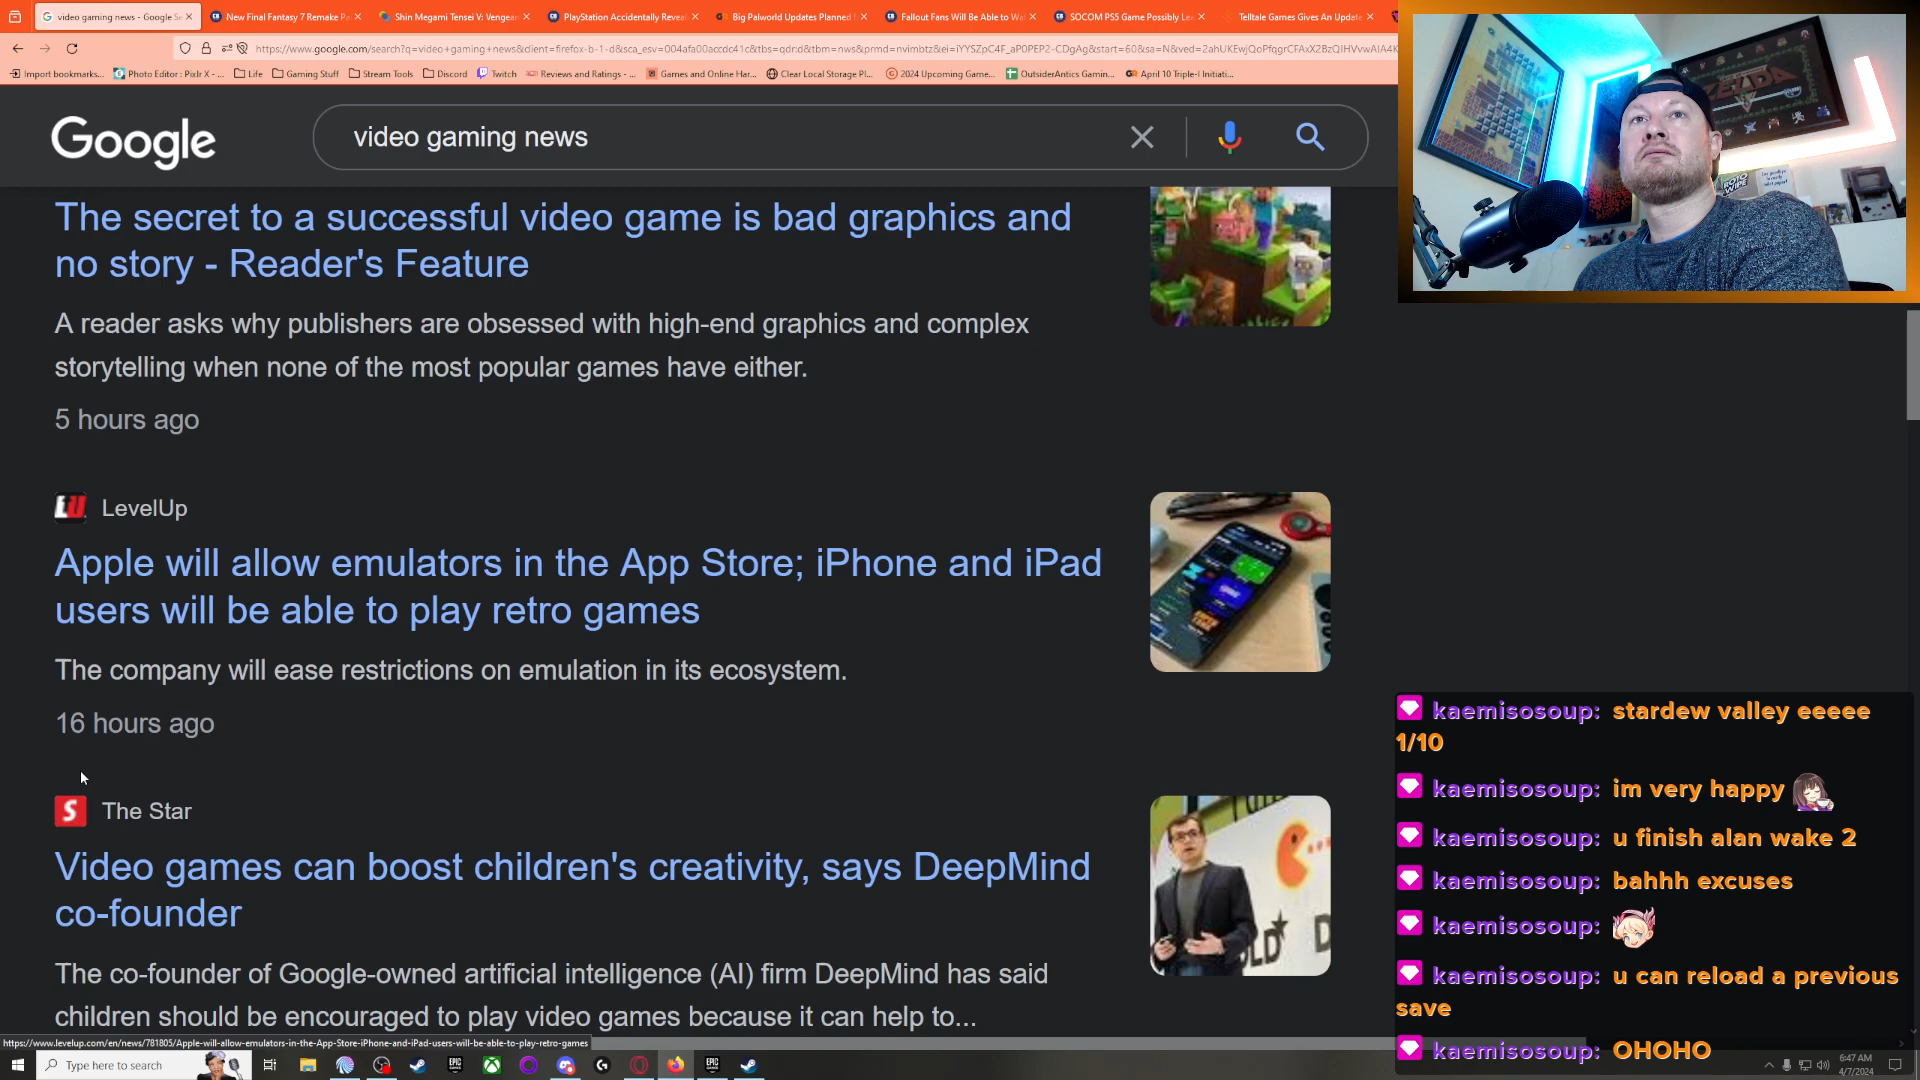 video gaming news - Google Se
New Final Fantasy 7 Remake Pa
Shin Megami Tensei V: Vengean
PlayStation Accidentally Reveal
Big Palworld Updates Planned f
Fallout Fans Will Be Able to Wa
SOCOM PS5 Game Possibly Lea
Telltale Games Gives An Update
Import bookmarks...
Photo Editor : Pixlr X - ...
Life
Gaming Stuff
Stream Tools
Discord
Twitch
Reviews and Ratings - ...
Games and Online Har...
Clear Local Storage Pl...
2024 Upcoming Game...
OutsiderAntics Gamin...
April 10 Triple-I Initiati...
Google
video gaming news
ZELDA
The secret to a successful video game is bad graphics and
no story - Reader's Feature
A reader asks why publishers are obsessed with high-end graphics and complex
storytelling when none of the most popular games have either.
5 hours ago
LevelUp
Apple will allow emulators in the App Store; iPhone and iPad
users will be able to play retro games
The company will ease restrictions on emulation in its ecosystem.
16 hours ago
S The Star
Video games can boost children's creativity, says DeepMind
co-founder
The co-founder of Google-owned artificial intelligence (AI) firm DeepMind has said
children should be encouraged to play video games because it can help to...
kaemisosoup: stardew valley eeeee
1/10
kaemisosoup: im very happy
kaemisosoup: u finish alan wake 2
kaemisosoup: bahhh excuses
kaemisosoup:
kaemisosoup: u can reload a previous
save
kaemisosoup: OHOHO
https://www.levelup.com/en/news/781805/Apple-will-allow-emulators-in-the-App-Store-iPhone-and-iPad-users-will-be-able-to-play-retro-games
Type here to search
6:47 AM
4/7/2024